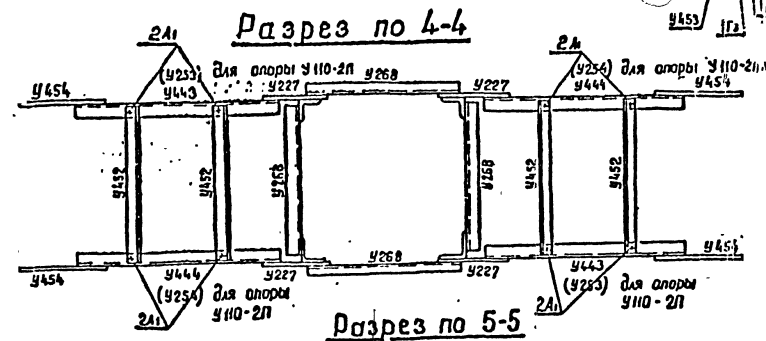 Разрез по 4-4
У453
Гз
2А1
2А1
(У253) для опоры У110-2П
У443
У268
(У254) для опоры У110-2П
У444
У454
У227
У227
У454
У452
У452
У268
У268
У452
У452
У454
У444
У227
У268
У227
У443
У454
(У254) для опоры
У110-2П
(У253) для опоры
У110-2П
2А1
2А1
Разрез по 5-5